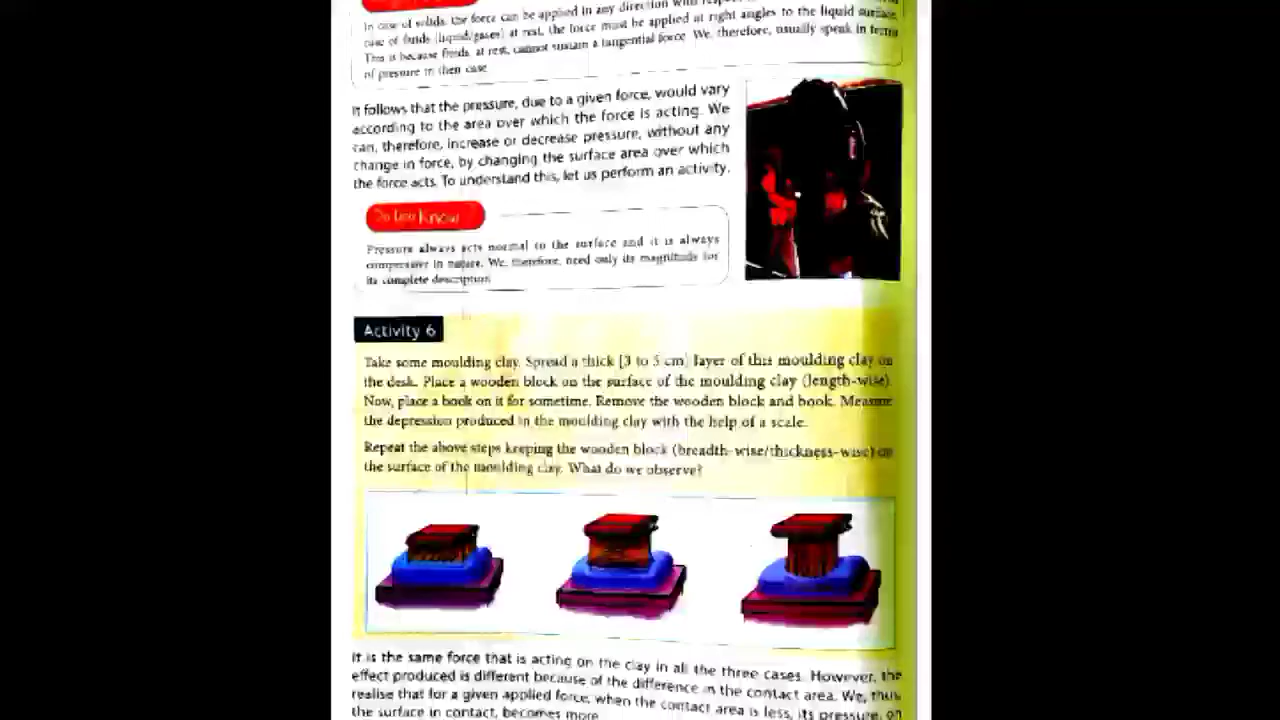 In case of solids, the force can be applied in any direction with
case of fluids (liquid/gases) at rest, the force must be applied at right angles to the liquid surface.
This is because fluids, at rest, cannot sustain a tangential force. We, therefore, usually speak in terms
of pressure in their case.
It follows that the pressure, due to a given force, would vary
according to the area over which the force is acting. We
can, therefore, increase or decrease pressure, without any
change in force, by changing the surface area over which
the force acts. To understand this, let us perform an activity.
Do You Know
Pressure always acts normal to the surface and it is always
compressive in nature. We, therefore, need only its magnitude for
its complete description.
Activity 6
Take some moulding clay. Spread a thick [3 to 5 cm] layer of this moulding clay on
the desk. Place a wooden block on the surface of the moulding clay (length-wise).
Now, place a book on it for sometime. Remove the wooden block and book. Measure
the depression produced in the moulding clay with the help of a scale.
Repeat the above steps keeping the wooden block (breadth-wise/thickness-wise) on
the surface of the moulding clay. What do we observe?
It is the same force that is acting on the clay in all the three cases. However, the
effect produced is different because of the difference in the contact area. We, thus
realise that for a given applied force, when the contact area is less, its pressure, on
the surface in contact, becomes more.